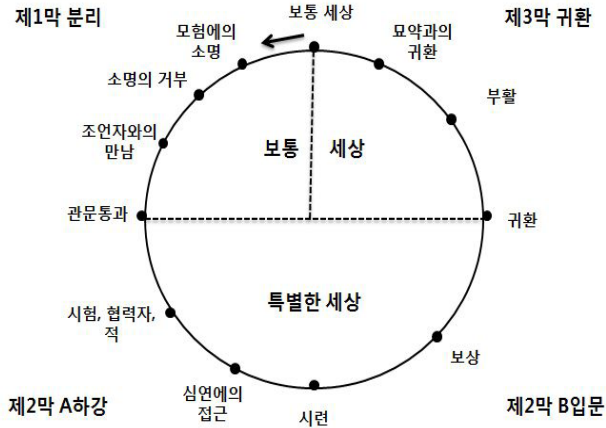 제1막 분리
보통 세상
제3막 귀환
모험에의
소명
묘약과의
귀환
소명의 거부
부활
조언자와의
만남
보통 세상
관문통과
귀환
특별한 세상
시험, 협력자,
적
보상
심연에의
접근
시련
제2막 A하강
제2막 B입문